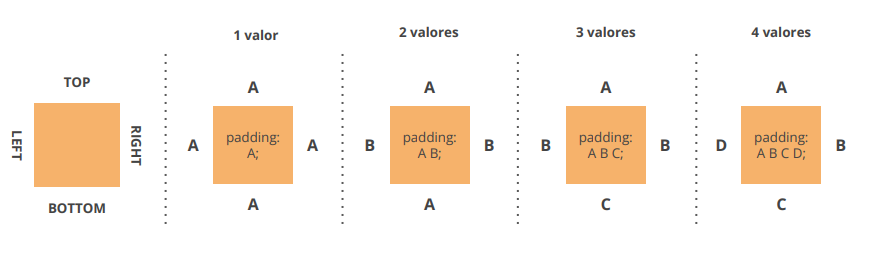 TOP
LEFT
RIGHT
BOTTOM
1 valor
A
A
padding:
A;
A
A
2 valores
A
B
padding:
A B;
B
A
3 valores
A
B
padding:
A B C;
B
C
4 valores
A
D
padding:
A B C D;
B
C